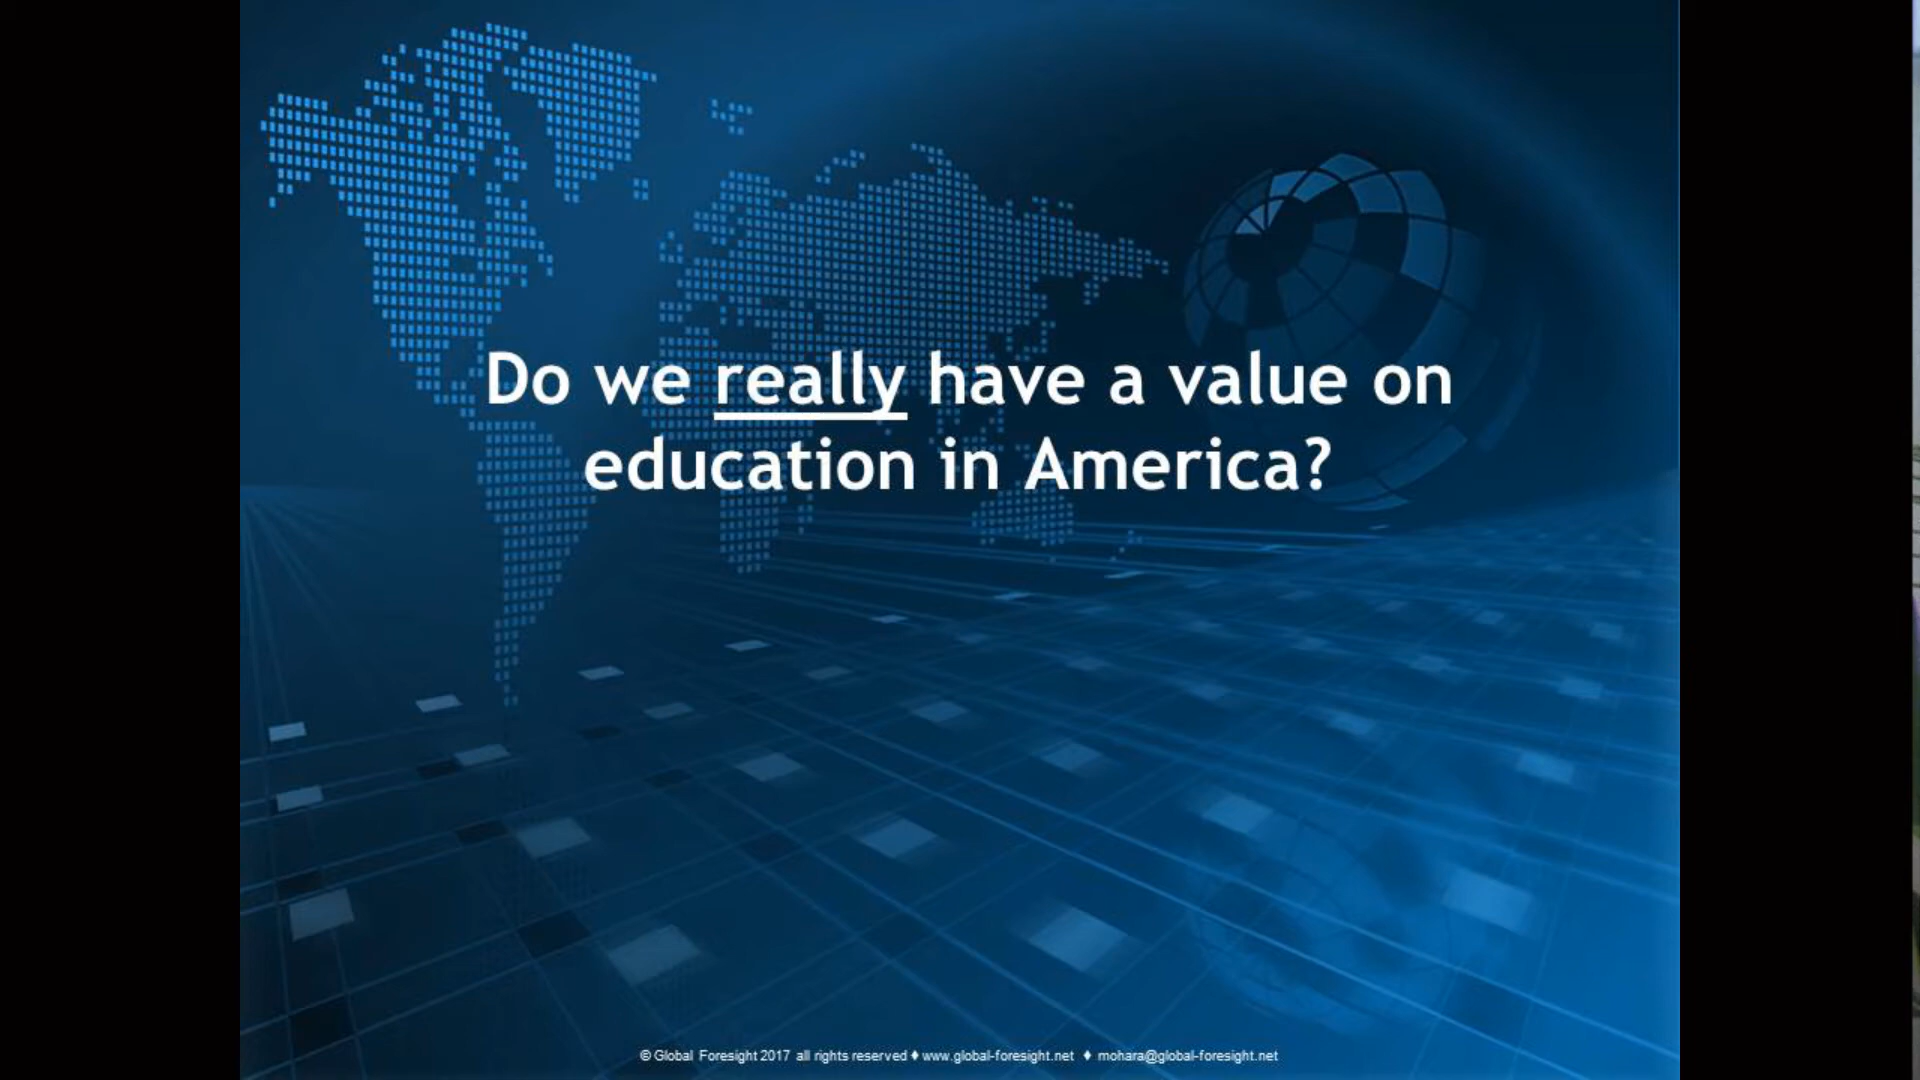 Do we really have a value on
education in America?
© Global Foresight 2017 all rights reserved ♦ www.global-foresight.net ♦ mohara@global-foresight.net